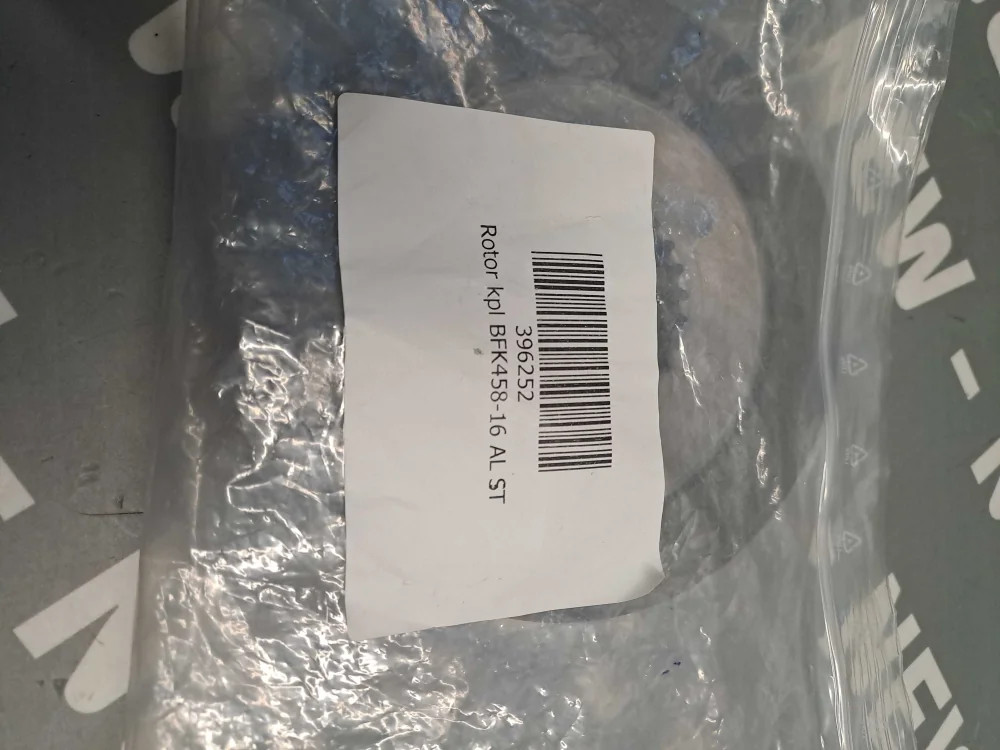 396252
Rotor kpl BFK458-16 AL ST